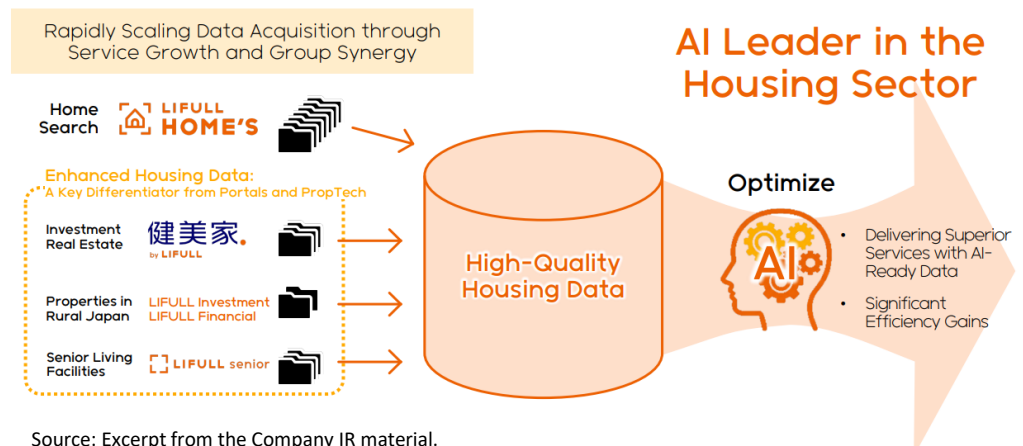 Rapidly Scaling Data Acquisition through
Service Growth and Group Synergy
AI Leader in the
Housing Sector
Home
Search
LIFULL
HOME'S
Enhanced Housing Data:
A Key Differentiator from Portals and PropTech
Investment
Real Estate
健美家.
by LIFULL
Properties in
Rural Japan
LIFULL Investment
LIFULL Financial
Senior Living
Facilities
LIFULL senior
High-Quality
Housing Data
Optimize
AI
• Delivering Superior
Services with AI-
Ready Data
• Significant
Efficiency Gains
Source: Excerpt from the Company IR material.